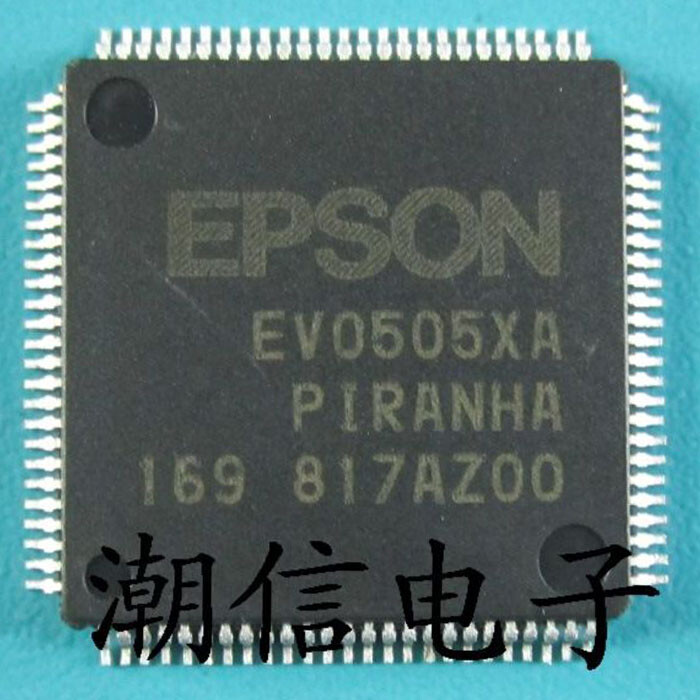 EPSON
EV0505XA
PIRANHA
169 817AZ00
潮信电子